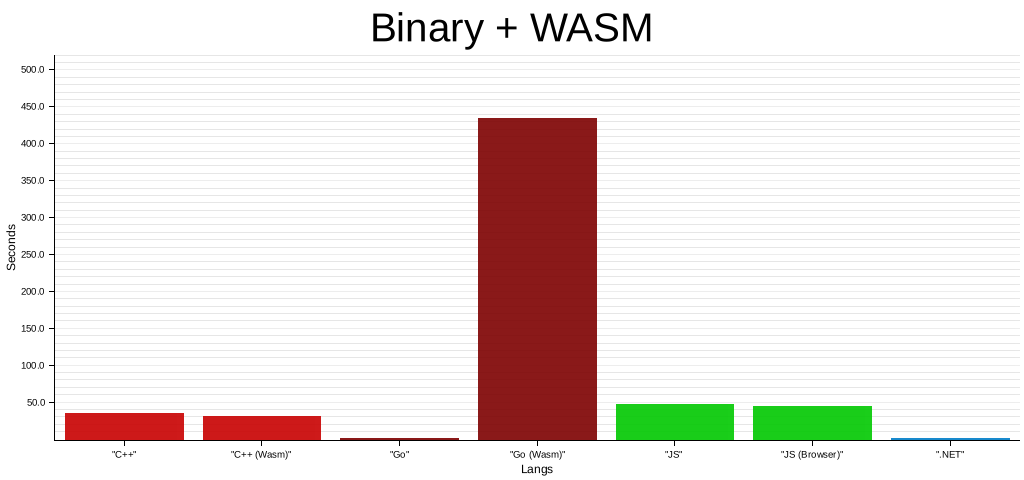 Binary + WASM
500.0
450.0
400.0
350.0
300.0
250.0
200.0
150.0
100.0
50.0
Seconds
"C++" "C++ (Wasm)" "Go" "Go (Wasm)" "JS" "JS (Browser)" ".NET"
Langs